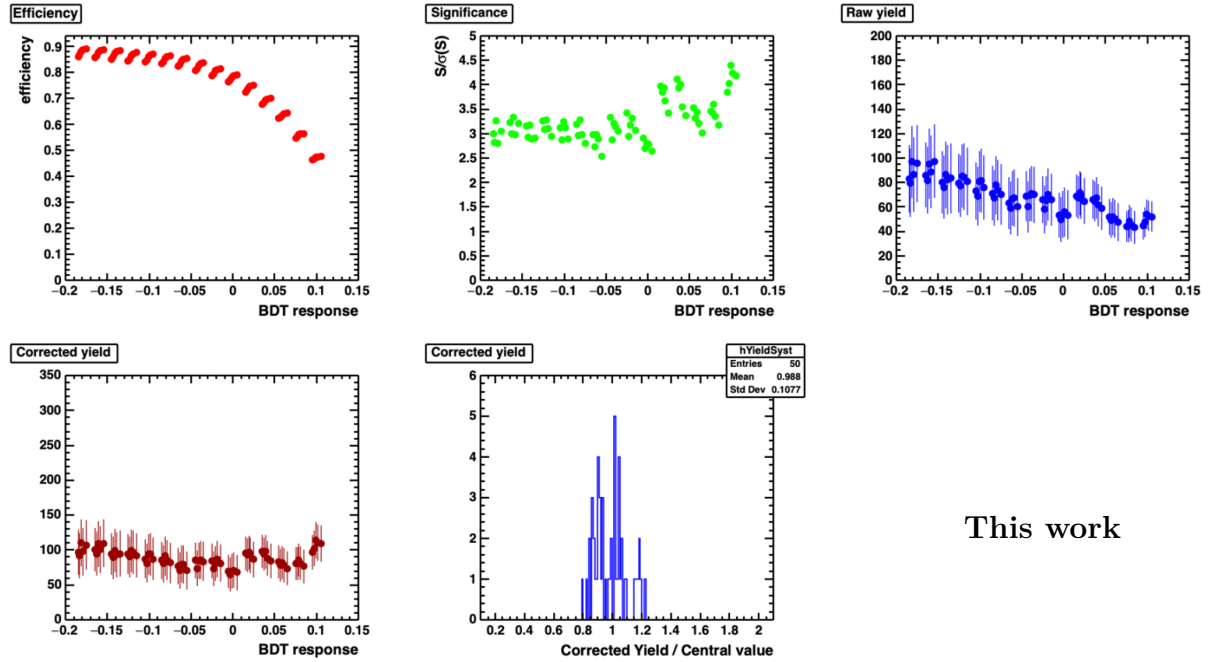 Efficiency
efficiency
0.9
0.8
0.7
0.6
0.5
0.4
0.3
0.2
0.1
0
−0.2 −0.15 −0.1 −0.05 0 0.05 0.1 0.15
BDT response
Significance
S/σ(S)
5
4.5
4
3.5
3
2.5
2
1.5
1
0.5
0
−0.2 −0.15 −0.1 −0.05 0 0.05 0.1 0.15
BDT response
Raw yield
200
180
160
140
120
100
80
60
40
20
0
−0.2 −0.15 −0.1 −0.05 0 0.05 0.1 0.15
BDT response
Corrected yield
350
300
250
200
150
100
50
0
−0.2 −0.15 −0.1 −0.05 0 0.05 0.1 0.15
BDT response
Corrected yield
hYieldSyst
Entries 50
Mean 0.988
Std Dev 0.1077
6
5
4
3
2
1
0
0.2 0.4 0.6 0.8 1 1.2 1.4 1.6 1.8 2
Corrected Yield / Central value
This work